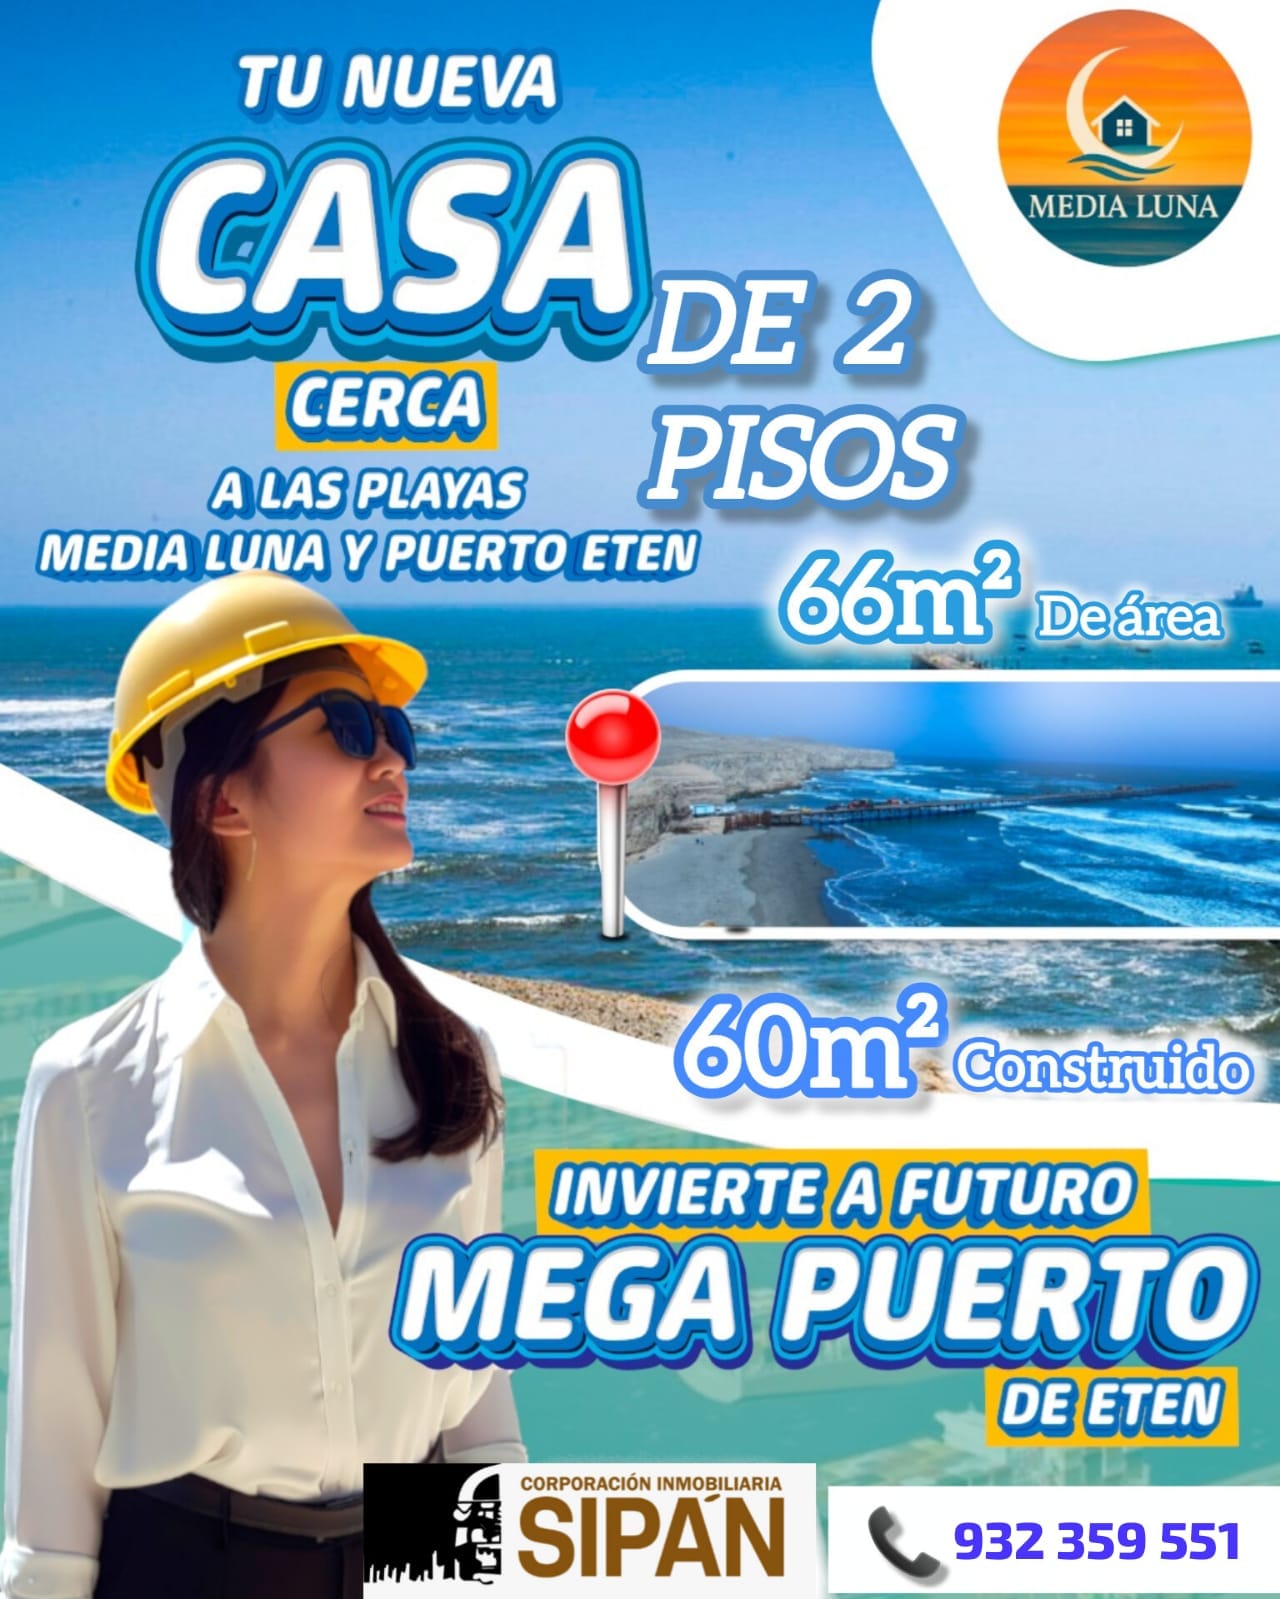 TU NUEVA
CASA
DE 2
PISOS
CERCA
A LAS PLAYAS
MEDIA LUNA Y PUERTO ETEN
MEDIA LUNA
66m² De área
60m² Construido
INVIERTE A FUTURO
MEGA PUERTO
DE ETEN
CORPORACIÓN INMOBILIARIA
SIPÁN
932 359 551